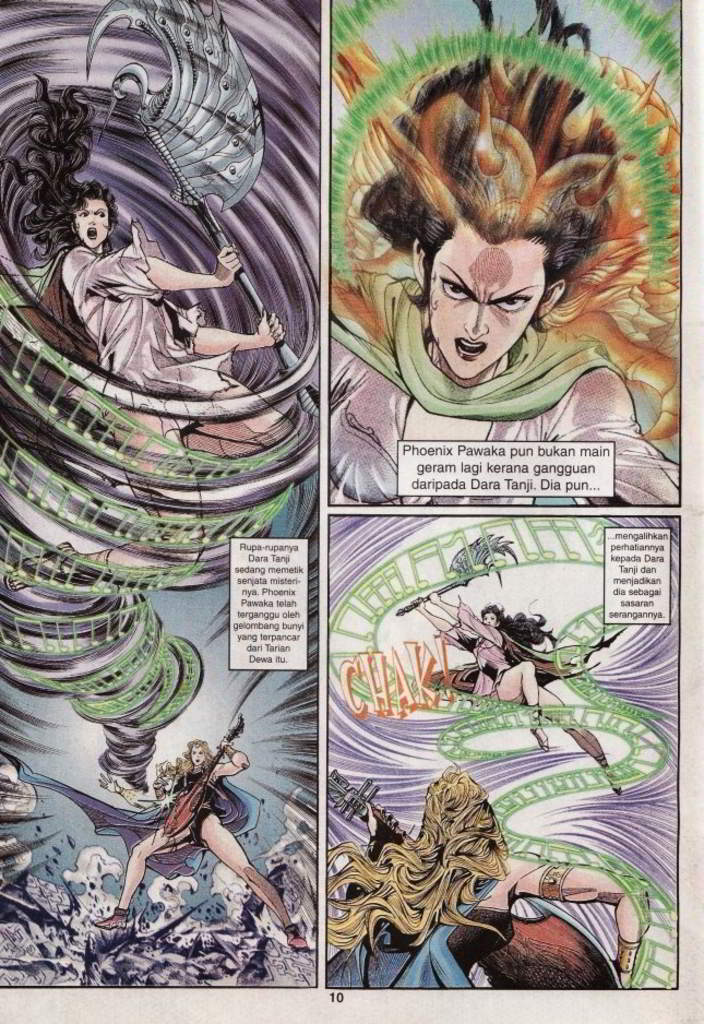 Rupa-rupanya
Dara Tanji
sedang memetik
senjata misteri-
nya. Phoenix
Pawaka telah
terganggu oleh
gelombang bunyi
yang terpancar
dari Tarian
Dewa itu.
Phoenix Pawaka pun bukan main
geram lagi kerana gangguan
daripada Dara Tanji. Dia pun...
...mengalihkan
perhatiannya
kepada Dara
Tanji dan
menjadikan
dia sebagai
sasaran
serangannya.
CHAK!
10